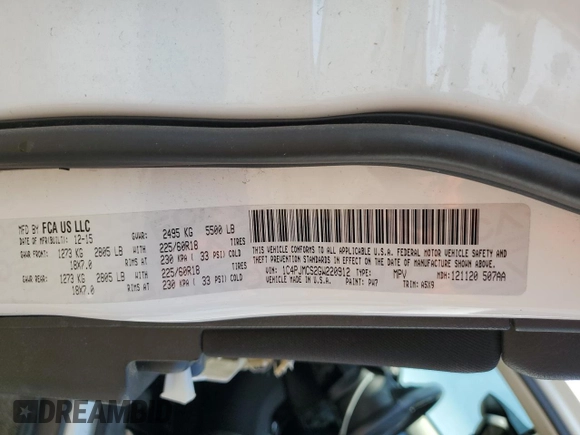 MFD BY FCA US LLC
DATE OF MFR(BUILT): 12-15 GVWR: 2495 KG 5500 LB
GAWR FRONT: 1273 KG 2805 LB WITH 225/60R18 TIRES
18X7.0 RIMS AT 230 KPA ( 33 PSI) COLD
GAWR REAR: 1273 KG 2805 LB WITH 225/60R18 TIRES
18X7.0 RIMS AT 230 KPA ( 33 PSI) COLD
THIS VEHICLE CONFORMS TO ALL APPLICABLE U.S.A. FEDERAL MOTOR VEHICLE SAFETY
AND THEFT PREVENTION STANDARDS IN EFFECT ON THE DATE OF MANUFACTURE SHOWN ABOVE.
VIN: 1C4PJMCS2GW220912 TYPE: MPV MDH: 121120 507AA
VEHICLE MADE IN U.S.A. PAINT: PW7 TRIM: A5X9
DREAMBID